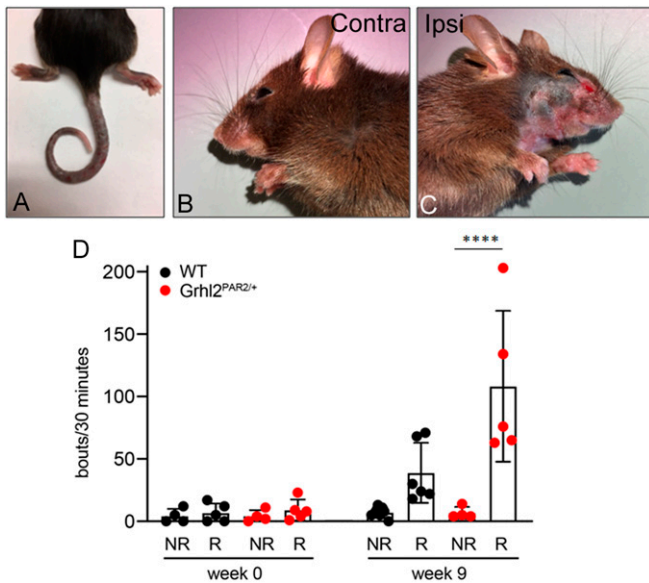 Contra
Ipsi
A
B
C
D
****
WT
Grhl2PAR2/+
bouts/30 minutes
200
150
100
50
0
NR R NR R NR R NR R
week 0 week 9